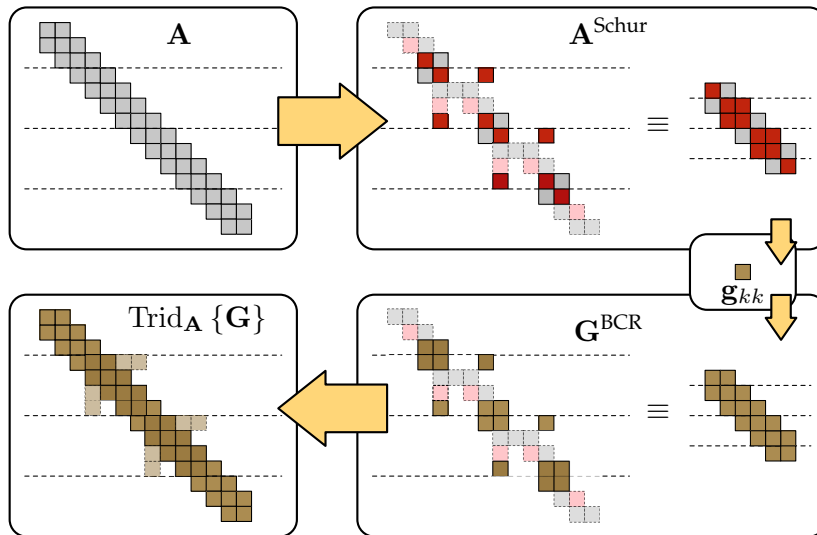 A
A^Schur
≡
g_kk
Trid_A {G}
G^BCR
≡